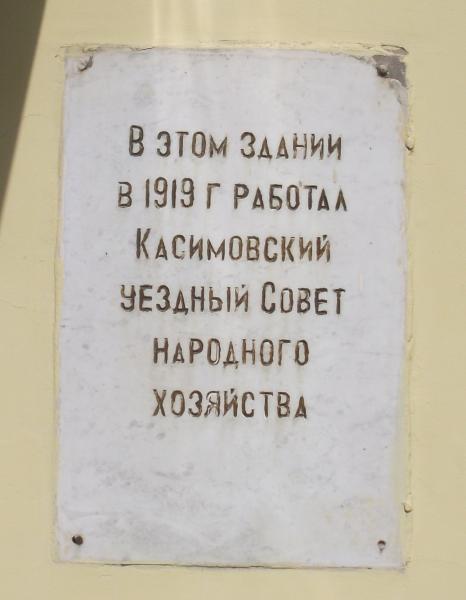 В ЭТОМ ЗДАНИИ
В 1919 Г РАБОТАЛ
КАСИМОВСКИЙ
УЕЗДНЫЙ СОВЕТ
НАРОДНОГО
ХОЗЯЙСТВА